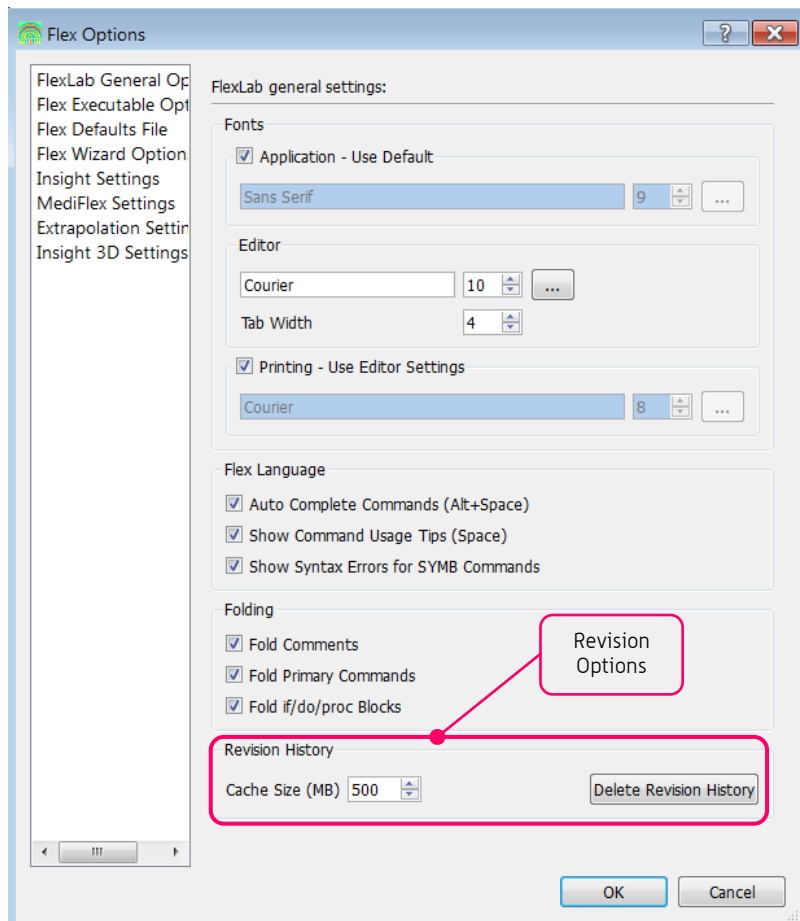 Flex Options
?
FlexLab General Op
Flex Executable Opt
Flex Defaults File
Flex Wizard Option
Insight Settings
MediFlex Settings
Extrapolation Settin
Insight 3D Settings
FlexLab general settings:
Fonts
Application - Use Default
Sans Serif 9 ...
Editor
Courier 10 ...
Tab Width 4
Printing - Use Editor Settings
Courier 8 ...
Flex Language
Auto Complete Commands (Alt+Space)
Show Command Usage Tips (Space)
Show Syntax Errors for SYMB Commands
Folding
Fold Comments
Fold Primary Commands
Fold if/do/proc Blocks
Revision
Options
Revision History
Cache Size (MB) 500 Delete Revision History
OK Cancel